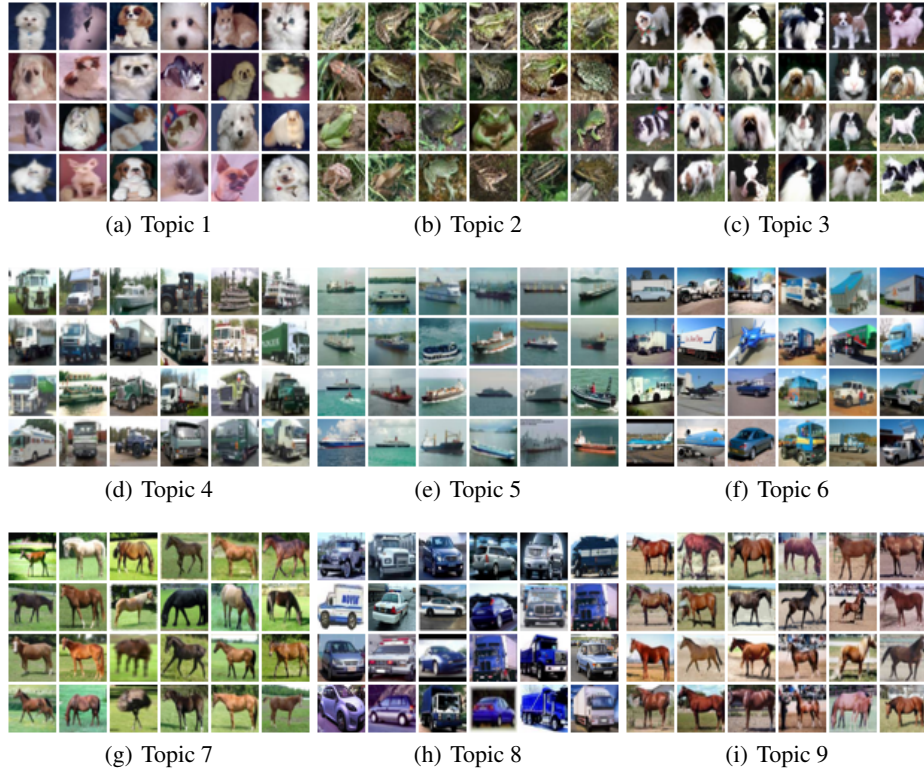 (a) Topic 1
(b) Topic 2
(c) Topic 3
(d) Topic 4
(e) Topic 5
(f) Topic 6
(g) Topic 7
(h) Topic 8
(i) Topic 9